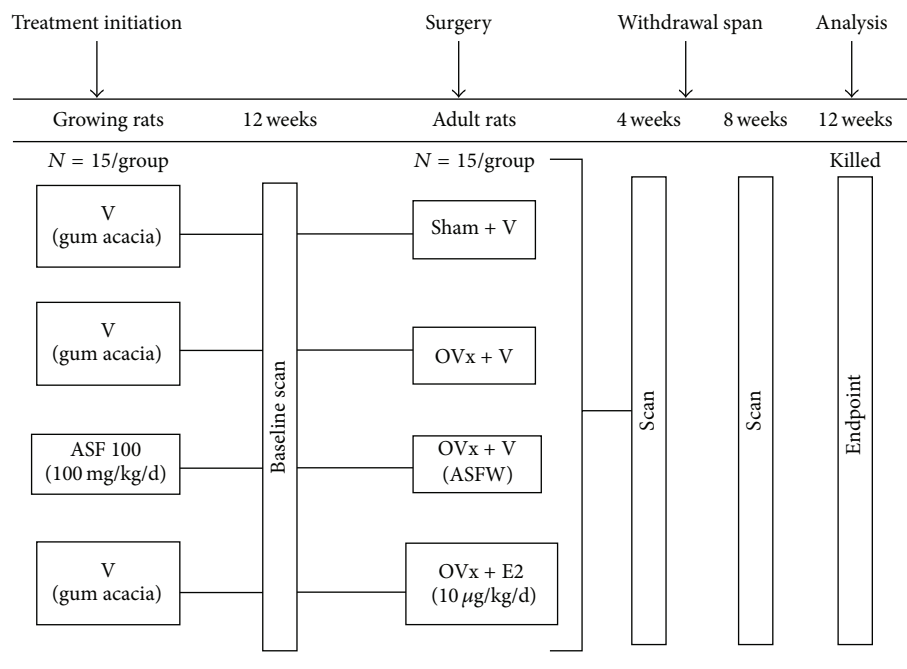 Treatment initiation
Surgery
Withdrawal span
Analysis
Growing rats
12 weeks
Adult rats
4 weeks
8 weeks
12 weeks
N = 15/group
N = 15/group
Killed
V
(gum acacia)
Sham + V
V
(gum acacia)
OVx + V
ASF 100
(100 mg/kg/d)
OVx + V
(ASFW)
V
(gum acacia)
OVx + E2
(10 μg/kg/d)
Baseline scan
Scan
Scan
Endpoint